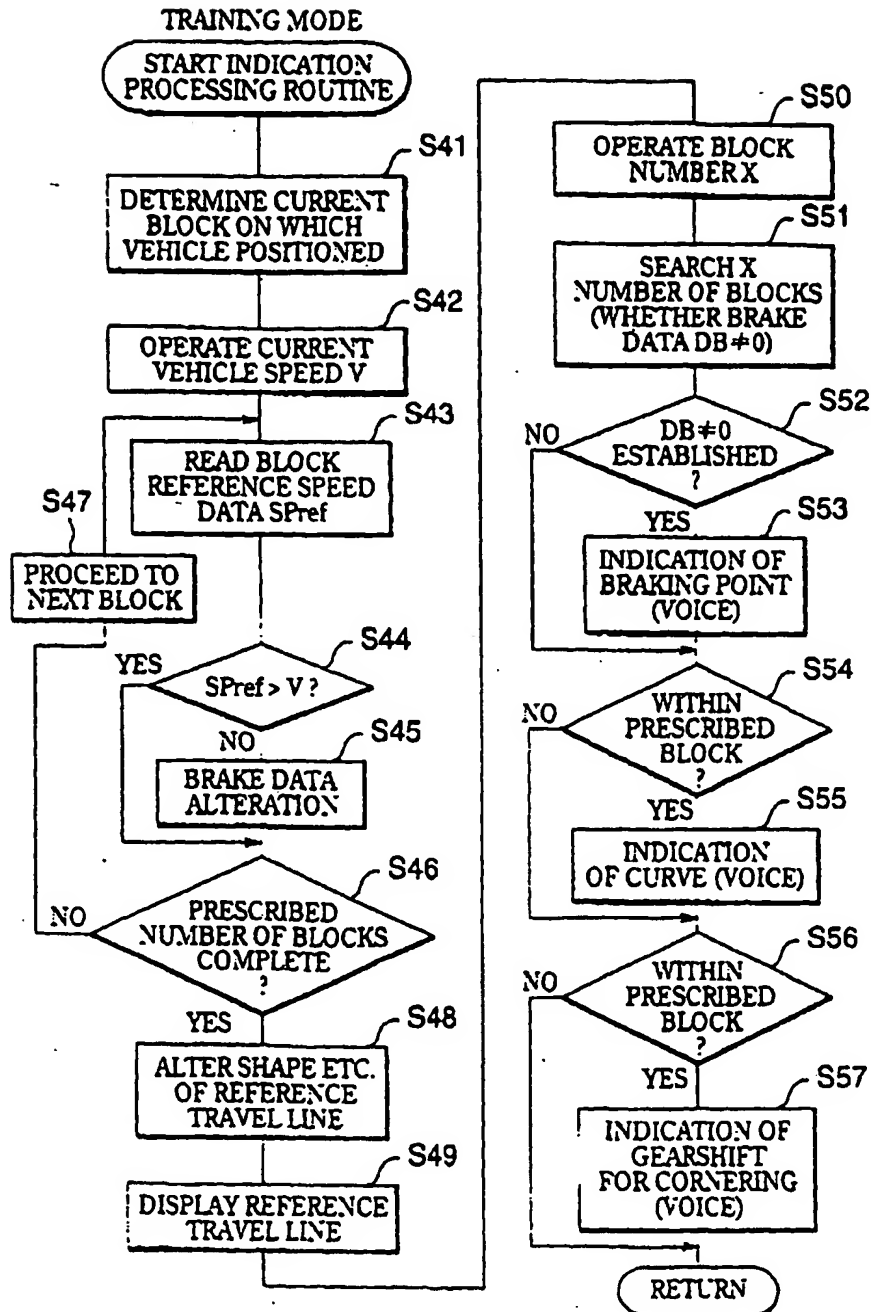 TRAINING MODE
START INDICATION
PROCESSING ROUTINE
S41
DETERMINE CURRENT
BLOCK ON WHICH
VEHICLE POSITIONED
S42
OPERATE CURRENT
VEHICLE SPEED V
S43
READ BLOCK
REFERENCE SPEED
DATA SPref
S47
PROCEED TO
NEXT BLOCK
S44
YES
SPref > V ?
NO
S45
BRAKE DATA
ALTERATION
S46
NO
PRESCRIBED
NUMBER OF BLOCKS
COMPLETE
?
YES
S48
ALTER SHAPE ETC.
OF REFERENCE
TRAVEL LINE
S49
DISPLAY REFERENCE
TRAVEL LINE
S50
OPERATE BLOCK
NUMBER X
S51
SEARCH X
NUMBER OF BLOCKS
(WHETHER BRAKE
DATA DB≠0)
S52
NO
DB≠0
ESTABLISHED
?
YES
S53
INDICATION OF
BRAKING POINT
(VOICE)
S54
NO
WITHIN
PRESCRIBED
BLOCK
?
YES
S55
INDICATION
OF CURVE (VOICE)
S56
NO
WITHIN
PRESCRIBED
BLOCK
?
YES
S57
INDICATION OF
GEARSHIFT
FOR CORNERING
(VOICE)
RETURN